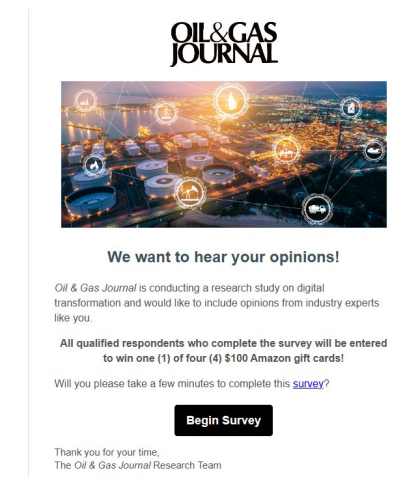 OIL&GAS
JOURNAL
We want to hear your opinions!
Oil & Gas Journal is conducting a research study on digital
transformation and would like to include opinions from industry experts
like you.
All qualified respondents who complete the survey will be entered
to win one (1) of four (4) $100 Amazon gift cards!
Will you please take a few minutes to complete this survey?
Begin Survey
Thank you for your time,
The Oil & Gas Journal Research Team